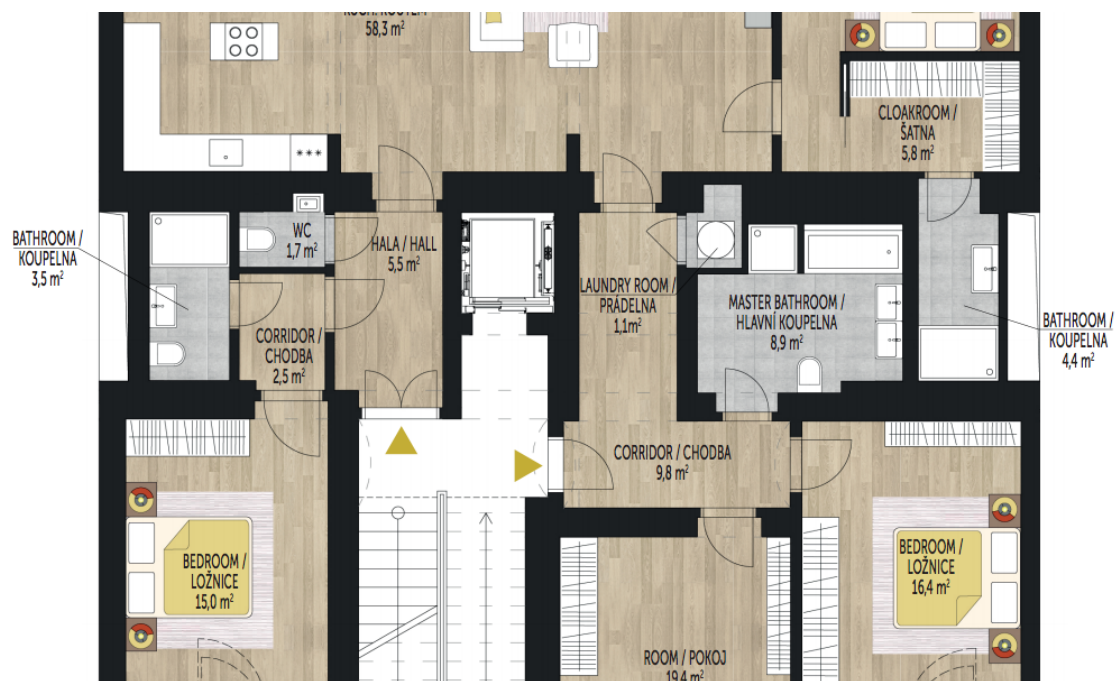 58,3 m²
CLOAKROOM /
ŠATNA
5,8 m²
BATHROOM /
KOUPELNA
3,5 m²
WC
1,7 m²
HALA / HALL
5,5 m²
LAUNDRY ROOM /
PRÁDELNA
1,1m²
MASTER BATHROOM /
HLAVNÍ KOUPELNA
8,9 m²
BATHROOM /
KOUPELNA
4,4 m²
CORRIDOR /
CHODBA
2,5 m²
CORRIDOR / CHODBA
9,8 m²
BEDROOM /
LOŽNICE
15,0 m²
BEDROOM /
LOŽNICE
16,4 m²
ROOM / POKOJ
19,4 m²